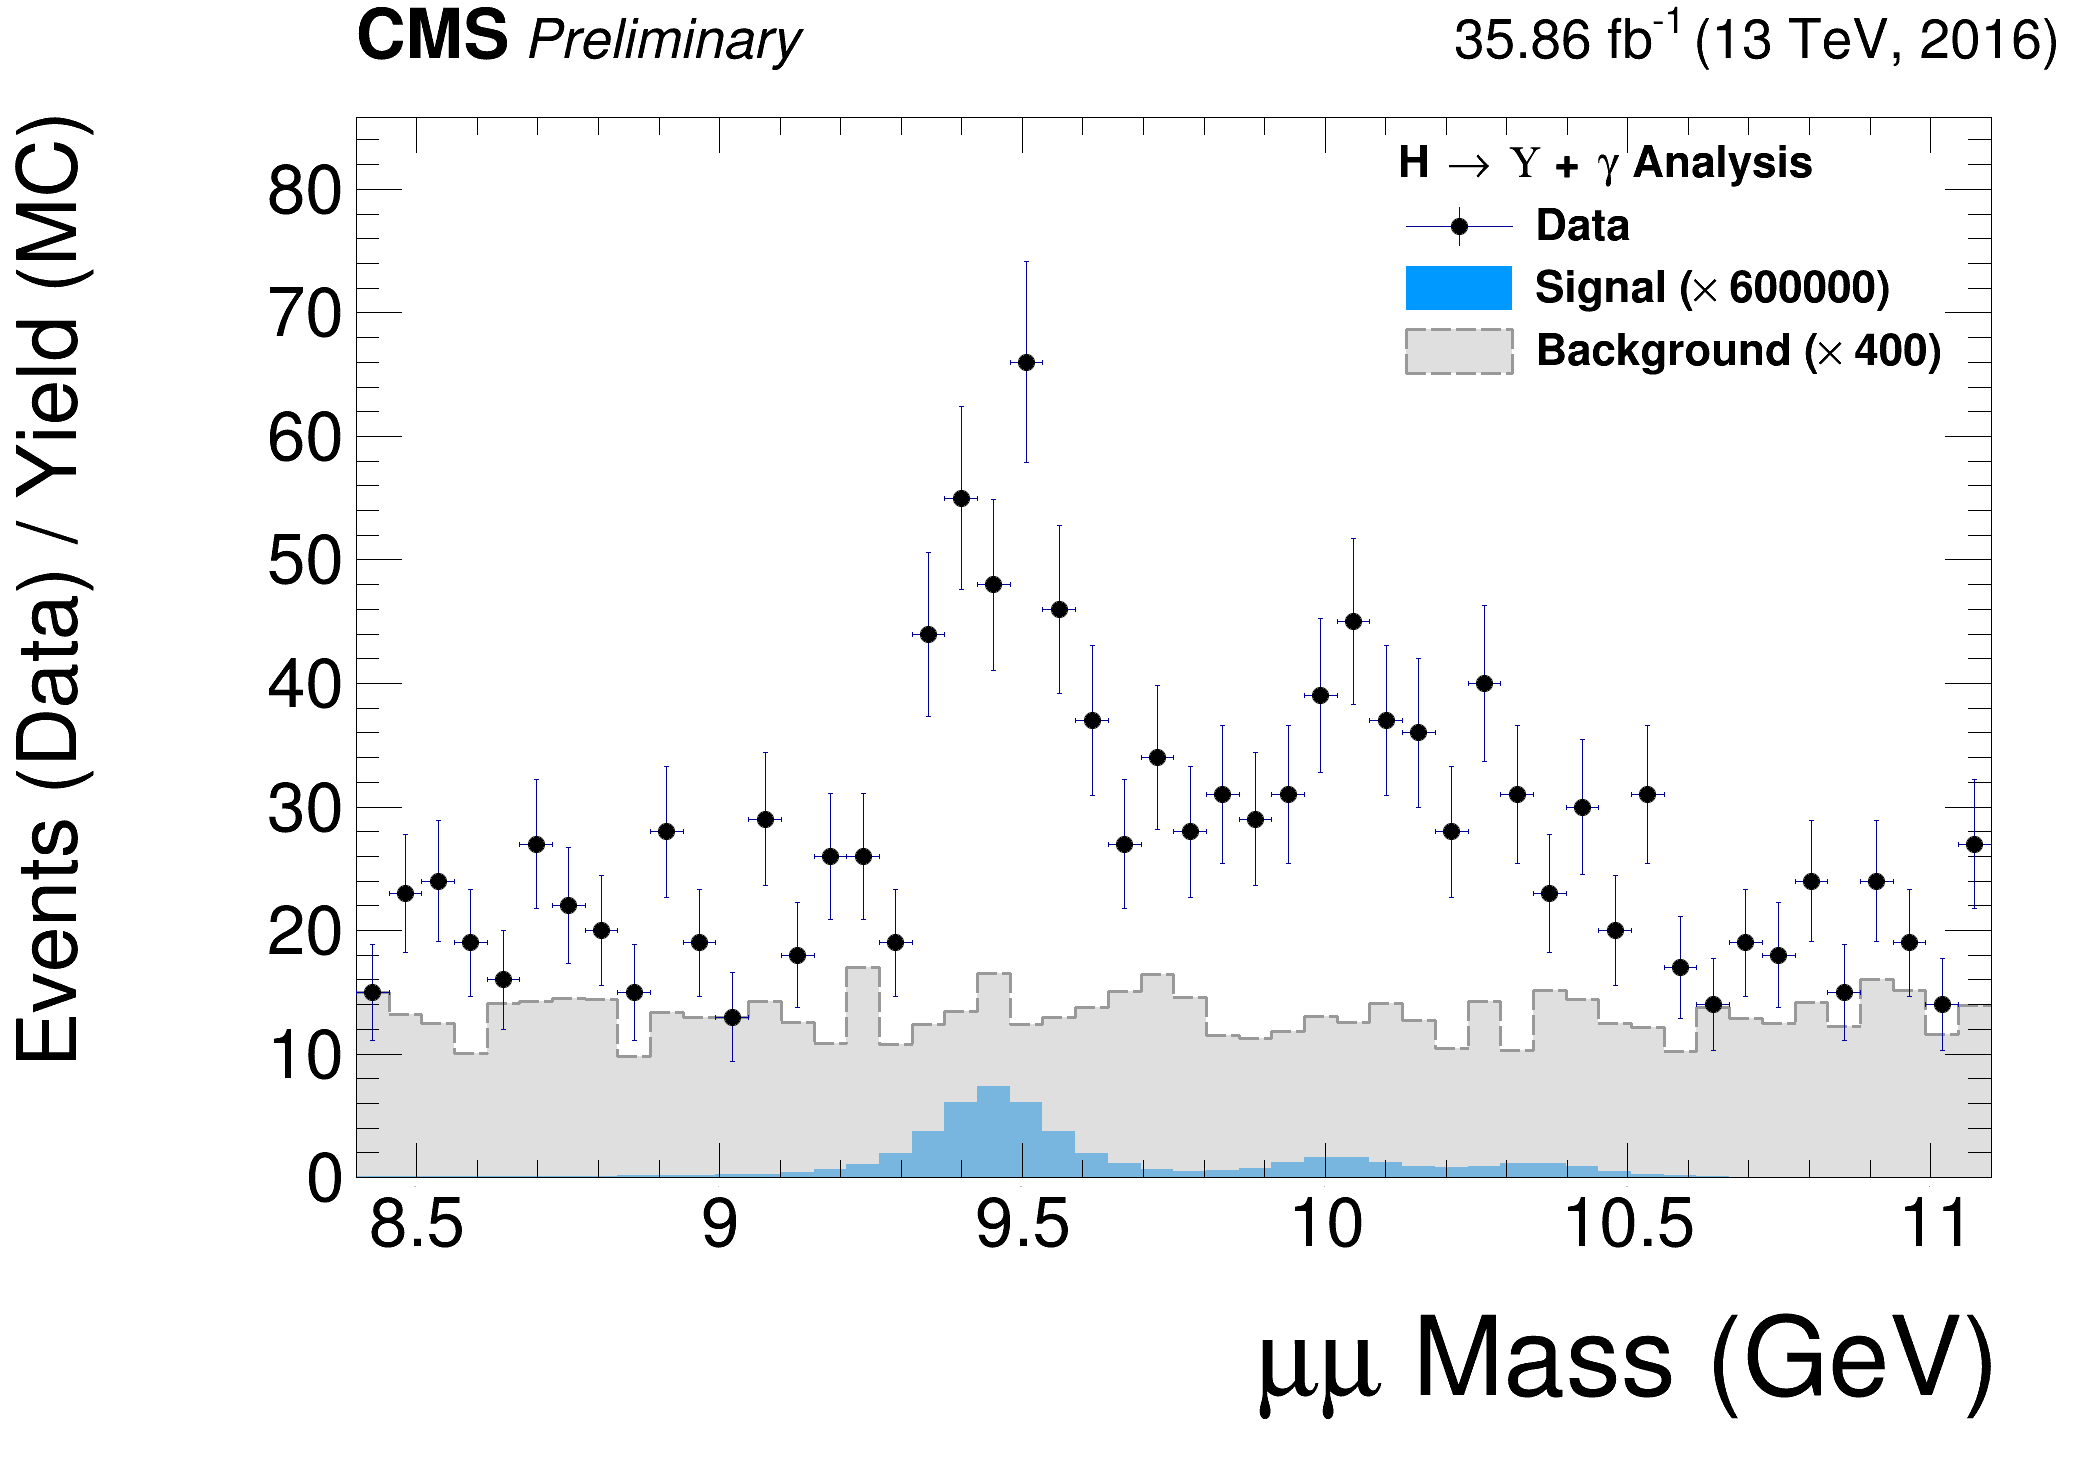 CMS Preliminary 35.86 fb⁻¹ (13 TeV, 2016)
Events (Data) / Yield (MC)
H → ϒ + γ Analysis
Data
Signal (× 600000)
Background (× 400)
80
70
60
50
40
30
20
10
0
8.5 9 9.5 10 10.5 11
μμ Mass (GeV)